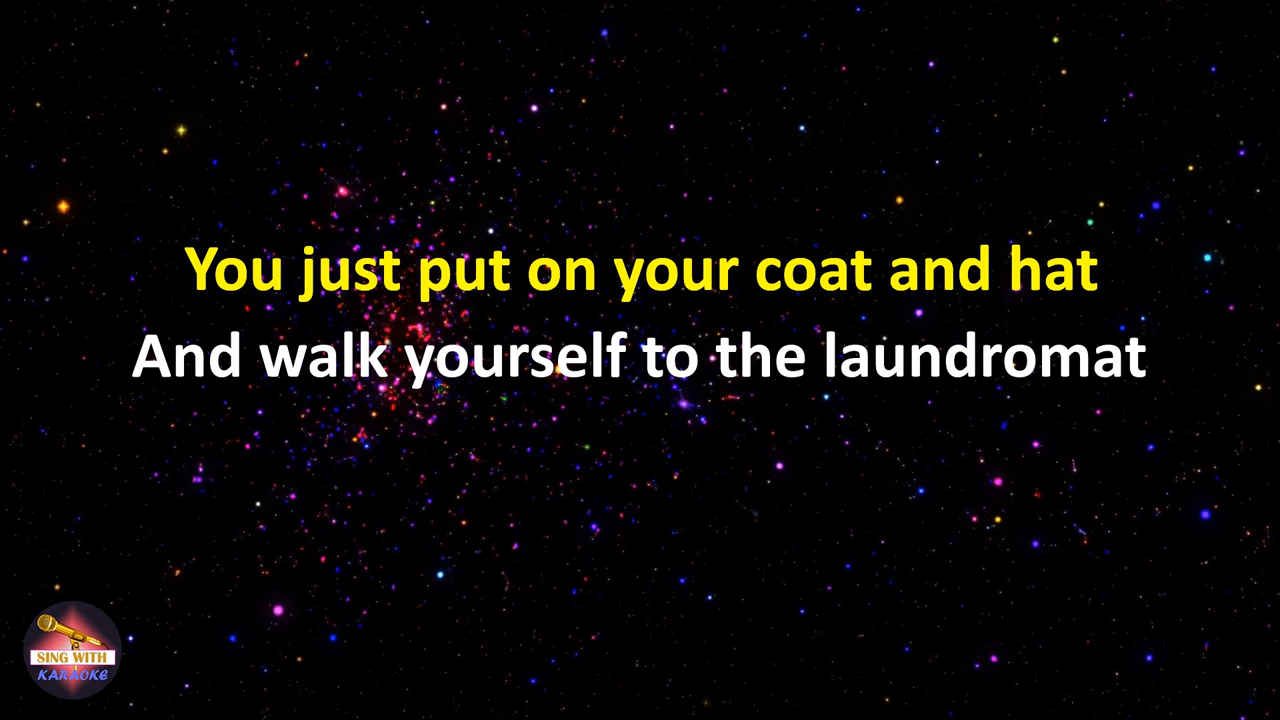 You just put on your coat and hat
And walk yourself to the laundromat
SING WITH
KARAOKE